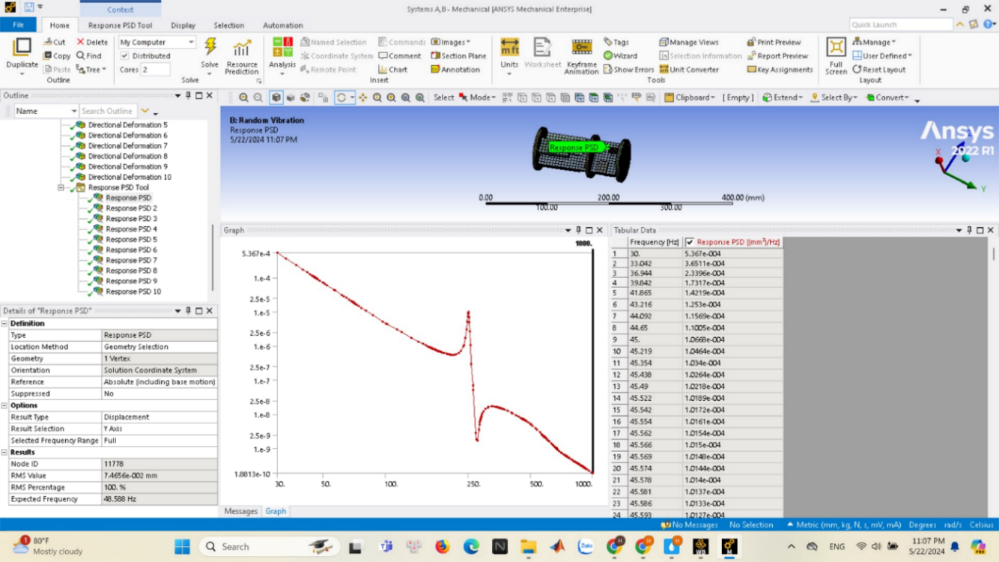 Context
Systems A,B - Mechanical [ANSYS Mechanical Enterprise]
File Home Response PSD Tool Display Selection Automation
Quick Launch
Duplicate
Cut
Copy
Paste
Delete
Find
Tree
Outline
My Computer
Distributed
Cores 2
Solve
Resource Prediction
Solve
Analysis
Named Selection
Coordinate System
Remote Point
Commands
Comment
Chart
Images
Section Plane
Annotation
Insert
Units
Worksheet
Keyframe Animation
Tags
Wizard
Show Errors
Manage Views
Selection Information
Unit Converter
Print Preview
Report Preview
Key Assignments
Tools
Full Screen
Manage
User Defined
Reset Layout
Layout
Outline
Name Search Outline
Select Mode Clipboard [ Empty ] Extend Select By Convert
Directional Deformation 5
Directional Deformation 6
Directional Deformation 7
Directional Deformation 8
Directional Deformation 9
Directional Deformation 10
Response PSD Tool
Response PSD
Response PSD 2
Response PSD 3
Response PSD 4
Response PSD 5
Response PSD 6
Response PSD 7
Response PSD 8
Response PSD 9
Response PSD 10
Details of "Response PSD"
Definition
Type Response PSD
Location Method Geometry Selection
Geometry 1 Vertex
Orientation Solution Coordinate System
Reference Absolute (including base motion)
Suppressed No
Options
Result Type Displacement
Result Selection Y Axis
Selected Frequency Range Full
Results
Node ID 11778
RMS Value 7.4656e-002 mm
RMS Percentage 100. %
Expected Frequency 48.588 Hz
B: Random Vibration
Response PSD
5/22/2024 11:07 PM
Response PSD
Ansys
2022 R1
X
Y
0.00 200.00 400.00 (mm)
100.00 300.00
Graph
1000.
5.367e-4
1.e-4
2.5e-5
1.e-5
2.5e-6
1.e-6
2.5e-7
1.e-7
2.5e-8
1.e-8
2.5e-9
1.e-9
1.8813e-10
30. 50. 100. 250. 500. 1000.
Messages Graph
Tabular Data
Frequency [Hz] Response PSD [(mm²)/Hz]
1 30. 5.367e-004
2 33.042 3.6511e-004
3 36.944 2.3396e-004
4 39.842 1.7317e-004
5 41.865 1.4219e-004
6 43.216 1.253e-004
7 44.092 1.1569e-004
8 44.65 1.1005e-004
9 45. 1.0668e-004
10 45.219 1.0464e-004
11 45.354 1.034e-004
12 45.438 1.0264e-004
13 45.49 1.0218e-004
14 45.522 1.0189e-004
15 45.542 1.0172e-004
16 45.554 1.0161e-004
17 45.562 1.0154e-004
18 45.566 1.015e-004
19 45.569 1.0148e-004
20 45.574 1.0144e-004
21 45.578 1.014e-004
22 45.581 1.0137e-004
23 45.586 1.0133e-004
24 45.593 1.0127e-004
No Messages No Selection Metric (mm, kg, N, s, mV, mA) Degrees rad/s Celsius
80°F
Mostly cloudy
Search
Zalo
ENG
11:07 PM
5/22/2024